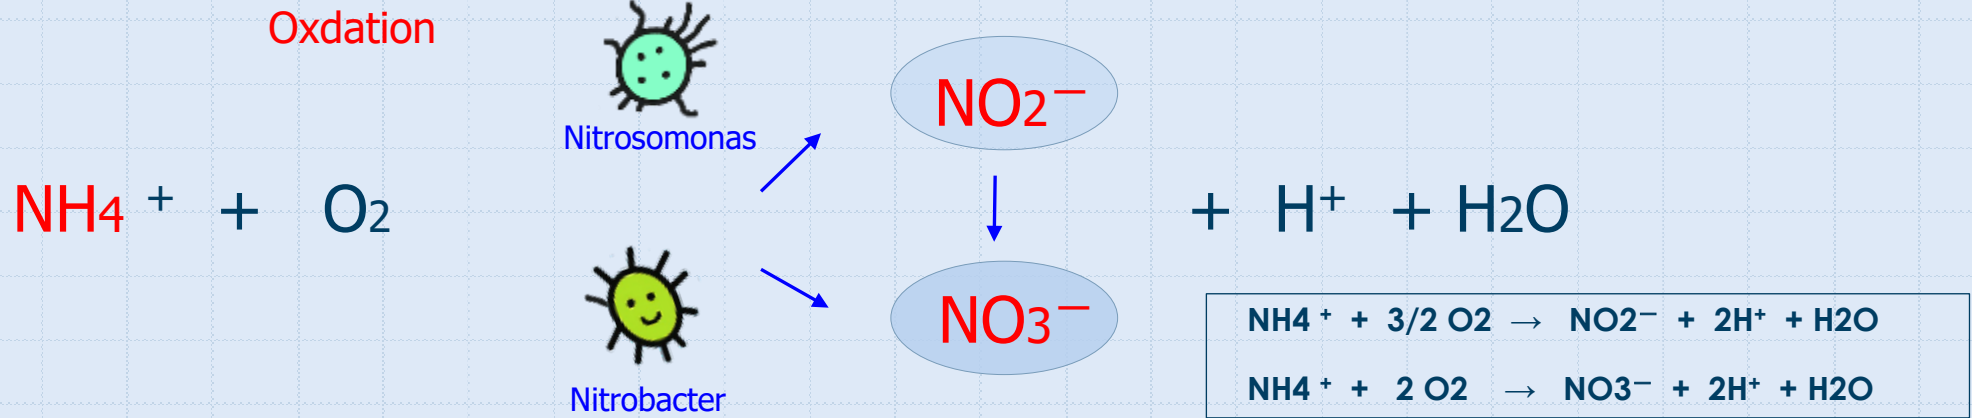 Oxdation
Nitrosomonas
NO2⁻
NH4 ⁺ + O2 + H⁺ + H2O
NO3⁻
Nitrobacter
NH4 ⁺ + 3/2 O2 → NO2⁻ + 2H⁺ + H2O
NH4 ⁺ + 2 O2 → NO3⁻ + 2H⁺ + H2O